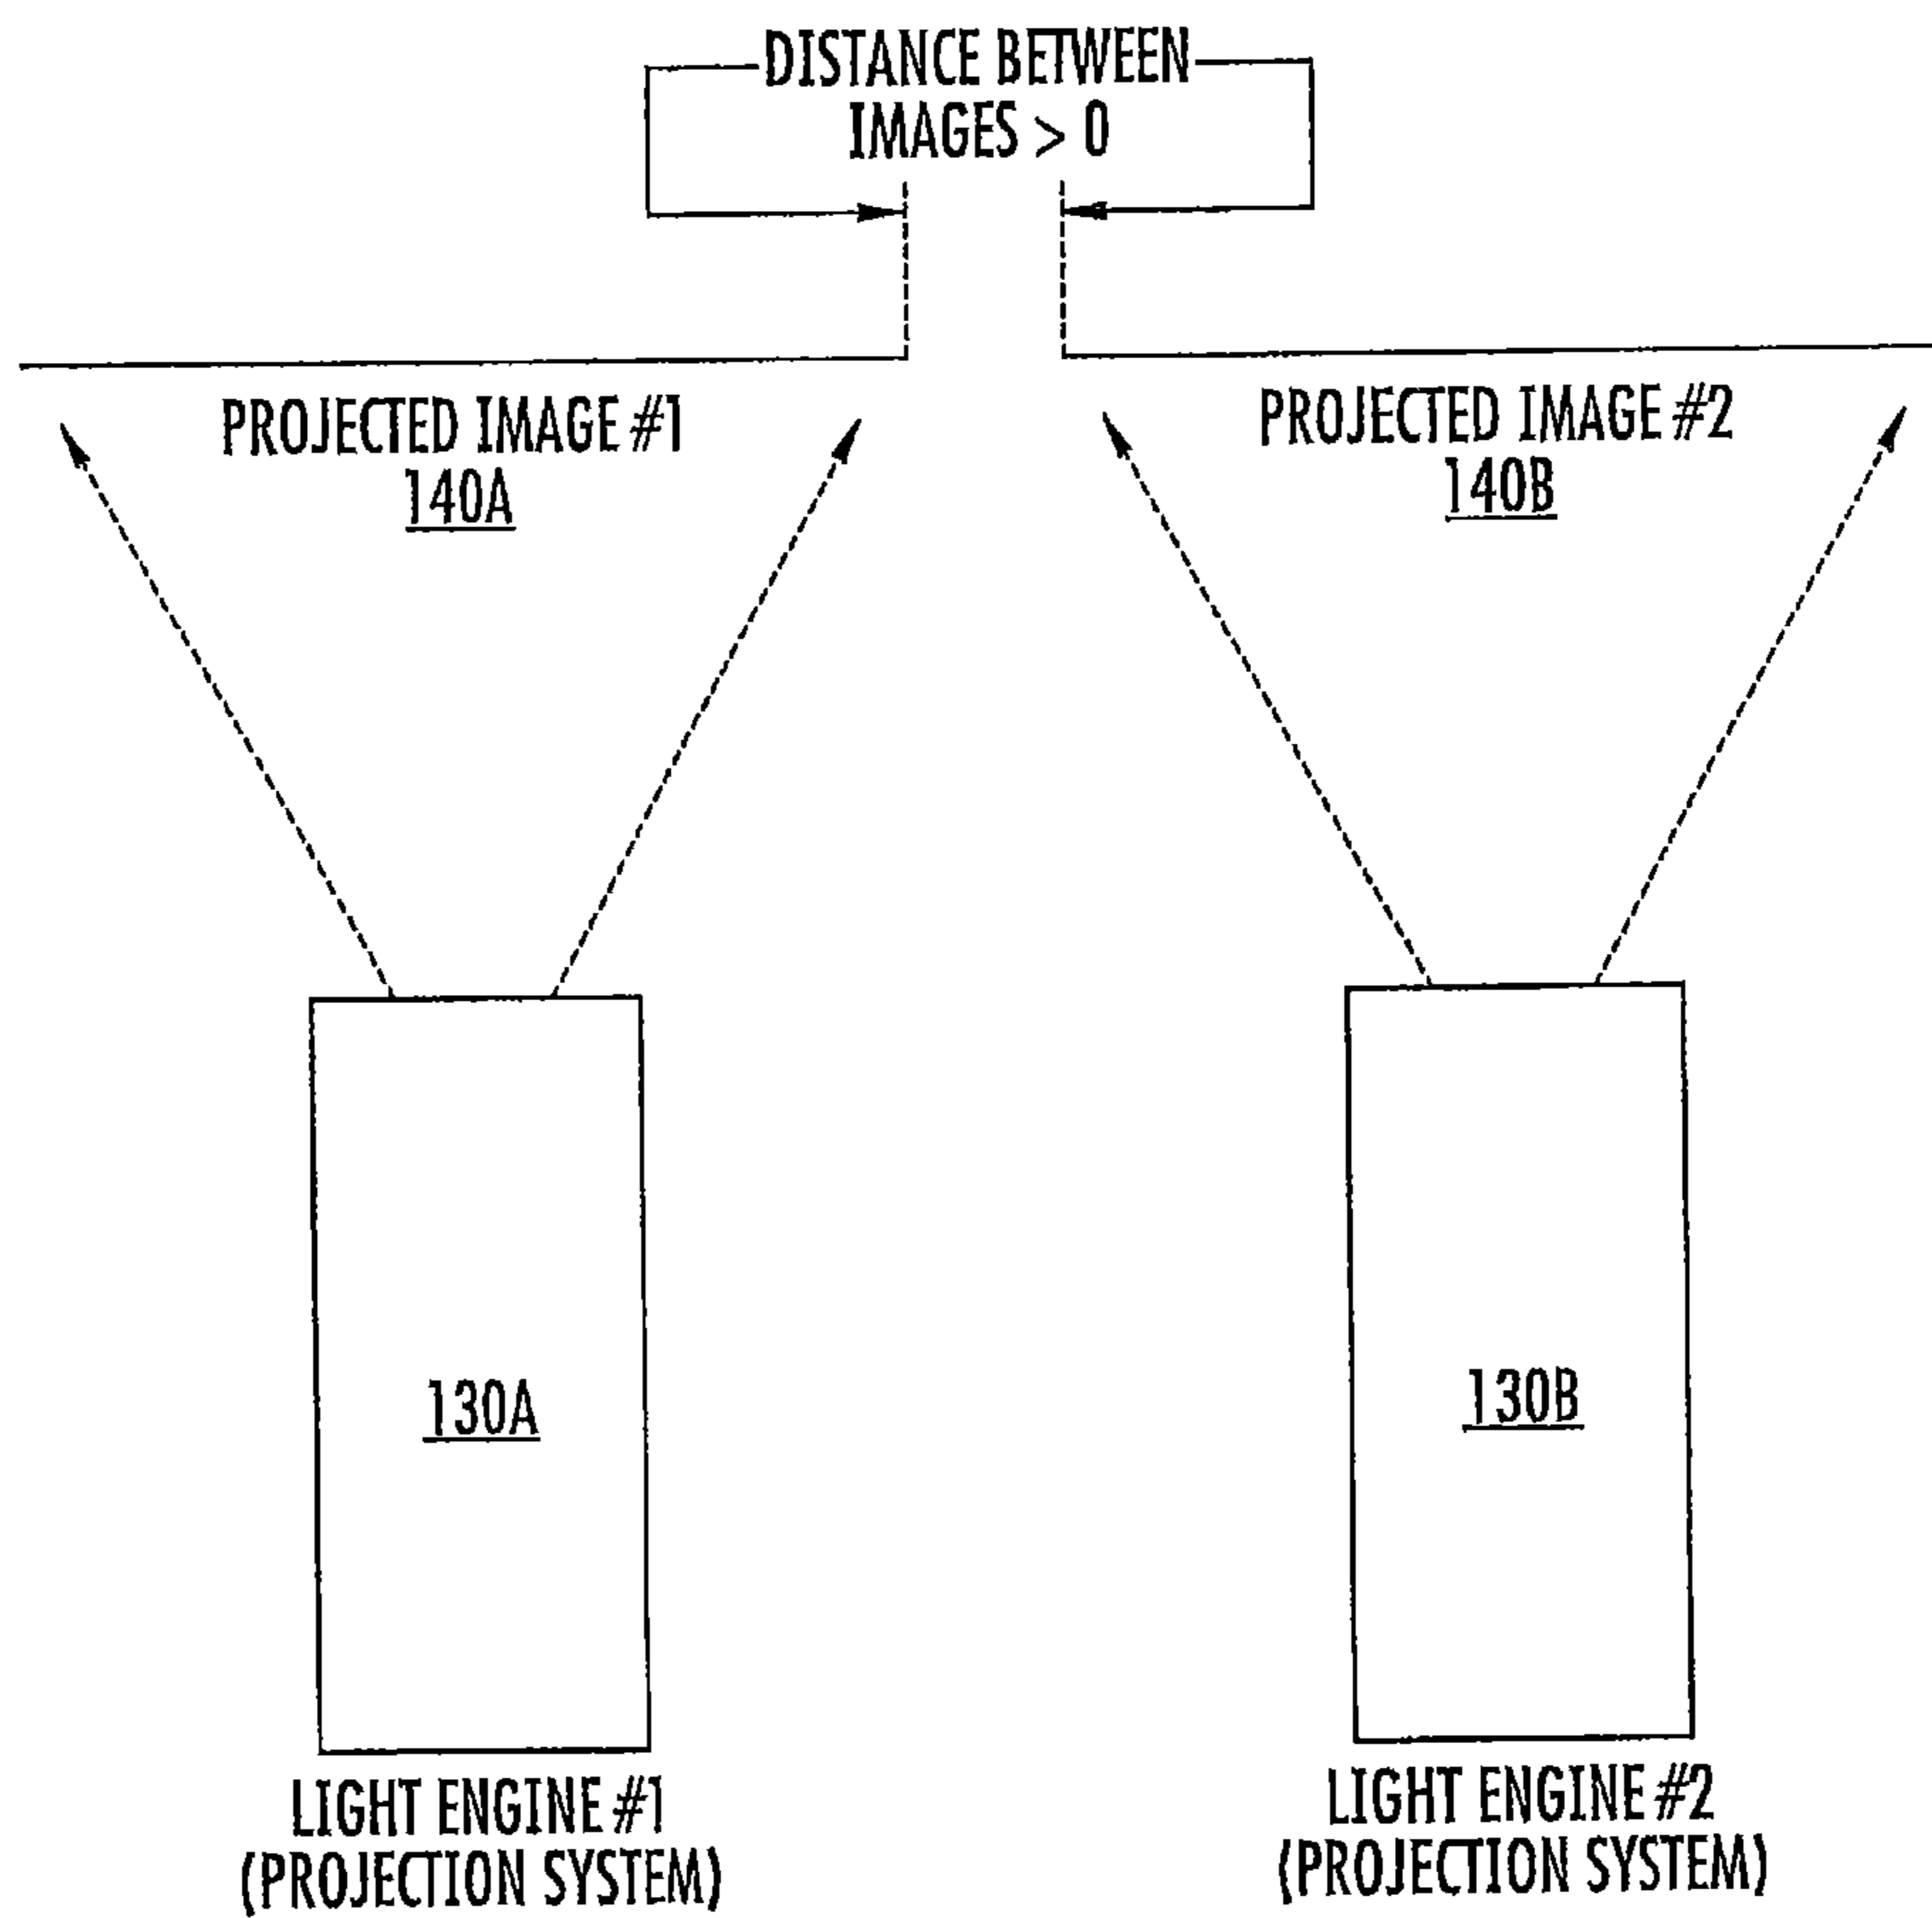 DISTANCE BETWEEN
IMAGES > 0
PROJECTED IMAGE #1
140A
PROJECTED IMAGE #2
140B
130A
130B
LIGHT ENGINE #1
(PROJECTION SYSTEM)
LIGHT ENGINE #2
(PROJECTION SYSTEM)